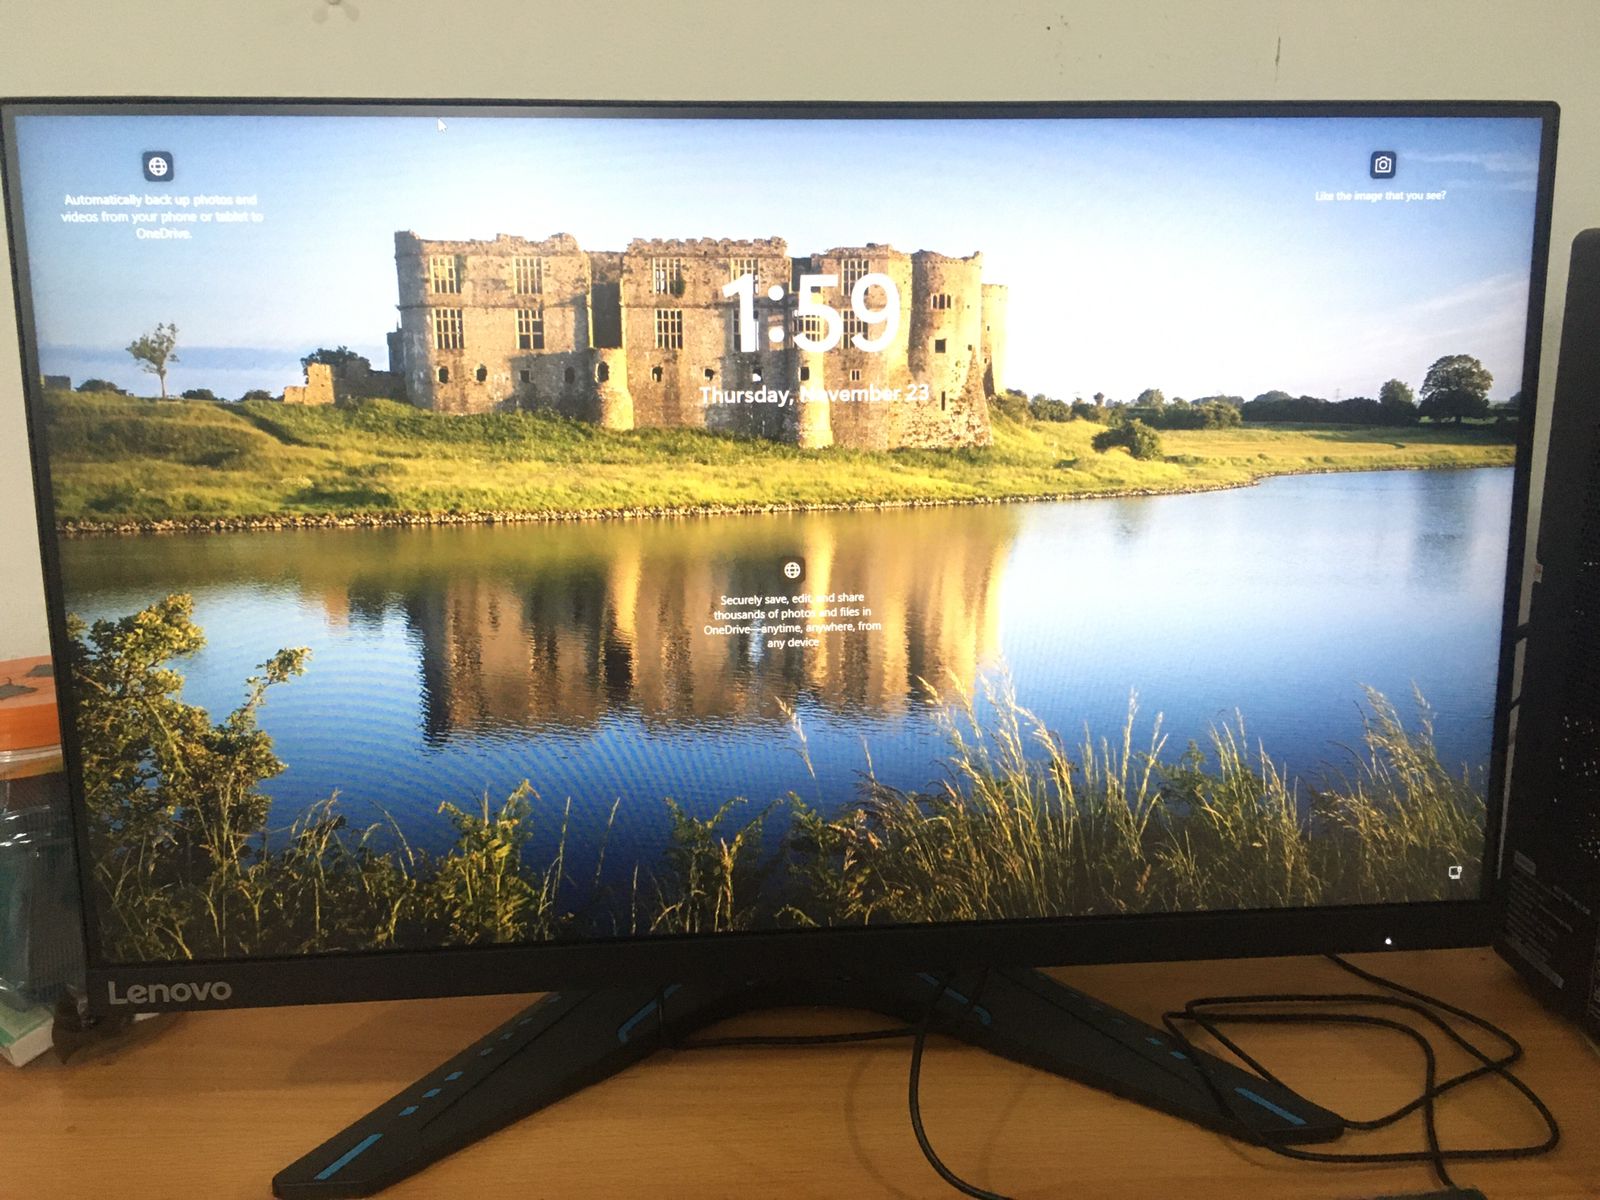 Automatically back up photos and
videos from your phone or tablet to
OneDrive.
Like the image that you see?
1:59
Thursday, November 23
Securely save, edit, and share
thousands of photos and files in
OneDrive—anytime, anywhere, from
any device
Lenovo